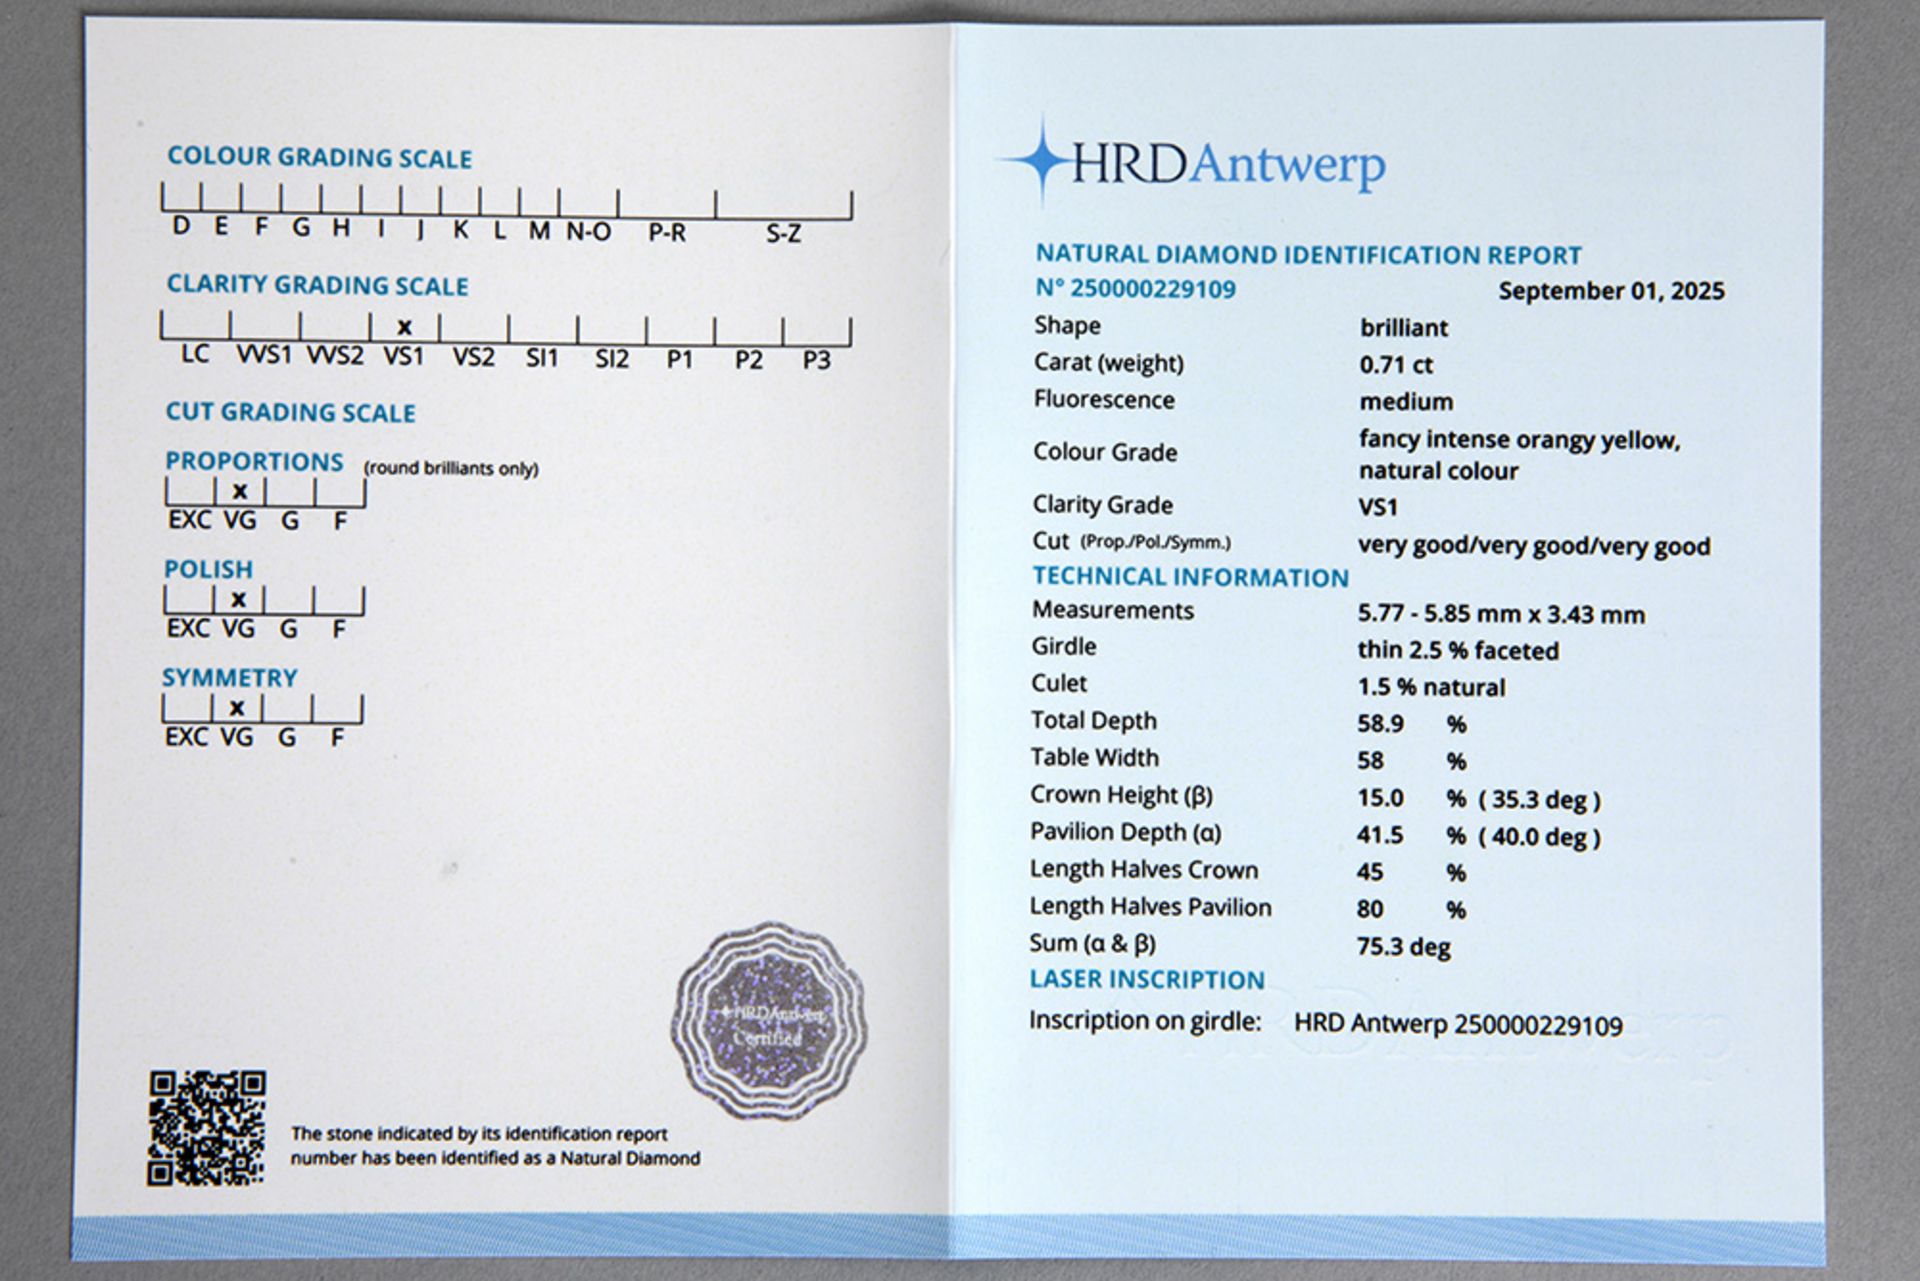 COLOUR GRADING SCALE
D E F G H I J K L M N-O P-R S-Z
CLARITY GRADING SCALE
x
LC VVS1 VVS2 VS1 VS2 SI1 SI2 P1 P2 P3
CUT GRADING SCALE
PROPORTIONS (round brilliants only)
x
EXC VG G F
POLISH
x
EXC VG G F
SYMMETRY
x
EXC VG G F
HRDAntwerp
Certified
The stone indicated by its identification report
number has been identified as a Natural Diamond
HRDAntwerp
NATURAL DIAMOND IDENTIFICATION REPORT
N° 250000229109 September 01, 2025
Shape brilliant
Carat (weight) 0.71 ct
Fluorescence medium
Colour Grade fancy intense orangy yellow,
natural colour
Clarity Grade VS1
Cut (Prop./Pol./Symm.) very good/very good/very good
TECHNICAL INFORMATION
Measurements 5.77 - 5.85 mm x 3.43 mm
Girdle thin 2.5 % faceted
Culet 1.5 % natural
Total Depth 58.9 %
Table Width 58 %
Crown Height (β) 15.0 % ( 35.3 deg )
Pavilion Depth (α) 41.5 % ( 40.0 deg )
Length Halves Crown 45 %
Length Halves Pavilion 80 %
Sum (α & β) 75.3 deg
LASER INSCRIPTION
Inscription on girdle: HRD Antwerp 250000229109